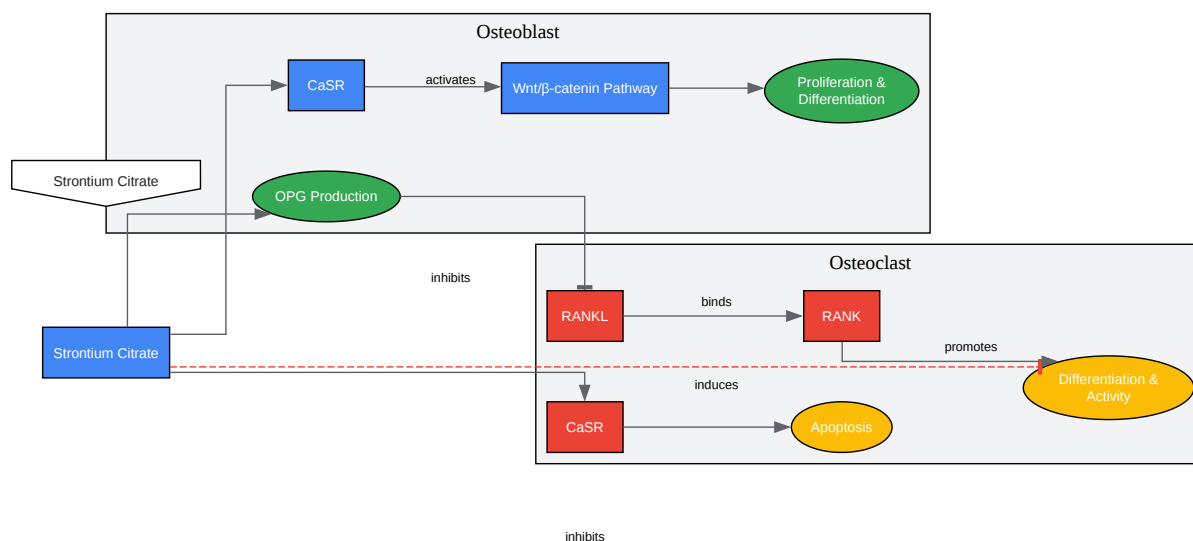 Osteoblast
CaSR
activates
Wnt/β-catenin Pathway
Proliferation &
Differentiation
Strontium Citrate
OPG Production
Osteoclast
inhibits
RANKL
binds
RANK
Strontium Citrate
promotes
Differentiation &
Activity
induces
CaSR
Apoptosis
inhibits